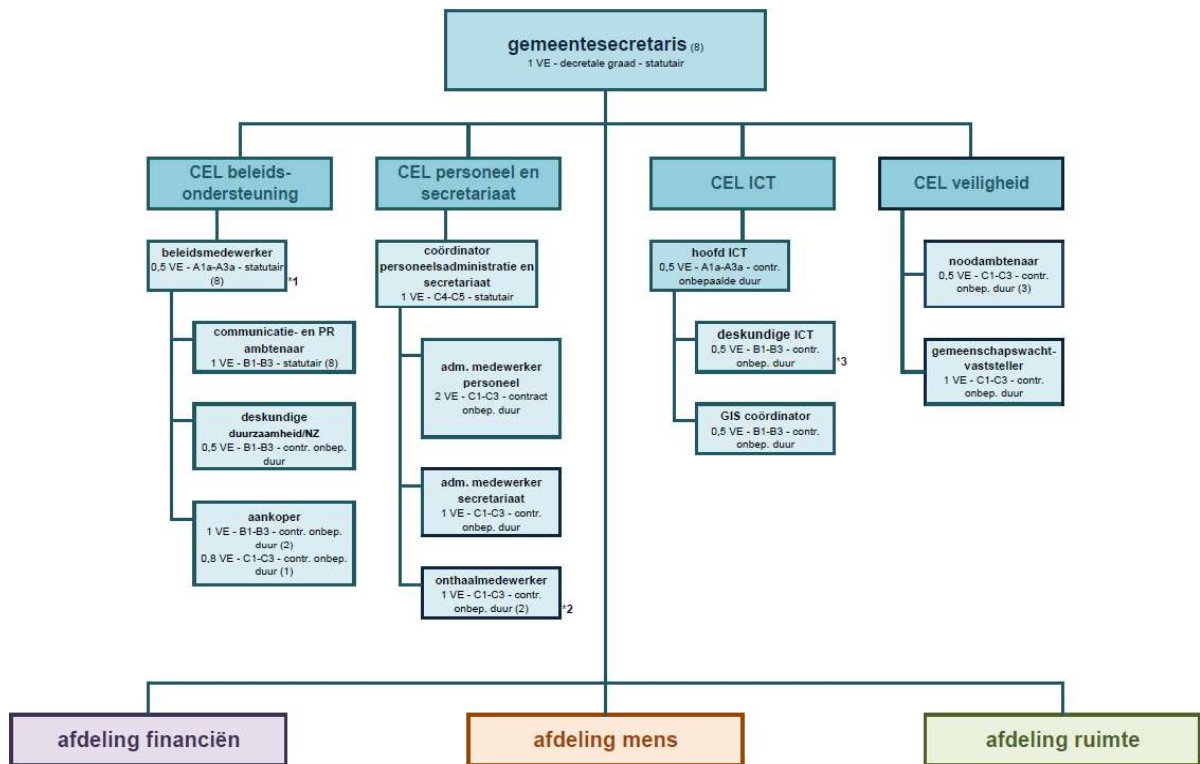 gemeentesecretaris (8)
1 VE - decretale graad - statutair
CEL beleids-
ondersteuning
beleidsmedewerker
0,5 VE - A1a-A3a - statutair
(8)
*1
communicatie- en PR
ambtenaar
1 VE - B1-B3 - statutair (8)
deskundige
duurzaamheid/NZ
0,5 VE - B1-B3 - contr. onbep.
duur
aankoper
1 VE - B1-B3 - contr. onbep.
duur (2)
0,8 VE - C1-C3 - contr. onbep.
duur (1)
CEL personeel en
secretariaat
coördinator
personeelsadministratie en
secretariaat
1 VE - C4-C5 - statutair
adm. medewerker
personeel
2 VE - C1-C3 - contract
onbep. duur
adm. medewerker
secretariaat
1 VE - C1-C3 - contr.
onbep. duur
onthaalmedewerker
1 VE - C1-C3 - contr.
onbep. duur (2)
*2
CEL ICT
hoofd ICT
0,5 VE - A1a-A3a - contr.
onbepaalde duur
deskundige ICT
0,5 VE - B1-B3 - contr.
onbep. duur
*3
GIS coördinator
0,5 VE - B1-B3 - contr.
onbep. duur
CEL veiligheid
noodambtenaar
0,5 VE - C1-C3 - contr.
onbep. duur (3)
gemeenschapswacht-
vaststeller
1 VE - C1-C3 - contr.
onbep. duur
afdeling financiën
afdeling mens
afdeling ruimte